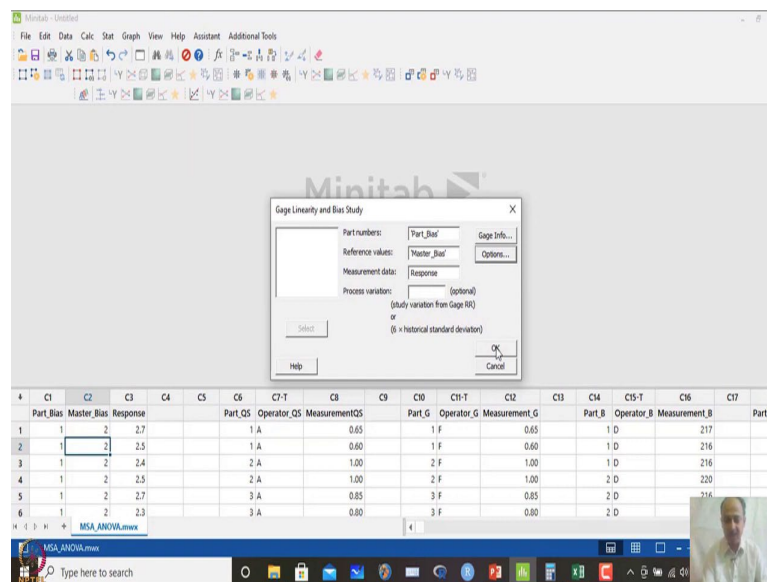 Minitab - Untitled
File Edit Data Calc Stat Graph View Help Assistant Additional Tools
Minitab
Gage Linearity and Bias Study X
Part numbers: 'Part_Bias' Gage Info...
Reference values: 'Master_Bias' Options...
Measurement data: Response
Process variation: (optional)
(study variation from Gage RR)
or
(6 × historical standard deviation)
Select
OK
Help Cancel
C1 C2 C3 C4 C5 C6 C7-T C8 C9 C10 C11-T C12 C13 C14 C15-T C16 C17
Part_Bias Master_Bias Response Part_QS Operator_QS MeasurementQS Part_G Operator_G Measurement_G Part_B Operator_B Measurement_B Part
1 1 2 2.7 1 A 0.65 1 F 0.65 1 D 217
2 1 2 2.5 1 A 0.60 1 F 0.60 1 D 216
3 1 2 2.4 2 A 1.00 2 F 1.00 1 D 216
4 1 2 2.5 2 A 1.00 2 F 1.00 2 D 220
5 1 2 2.7 3 A 0.85 3 F 0.85 2 D 216
6 1 2 2.3 3 A 0.80 3 F 0.80 2 D
MSA_ANOVA.mwx
MSA_ANOVA.mwx
Type here to search
NPTEL